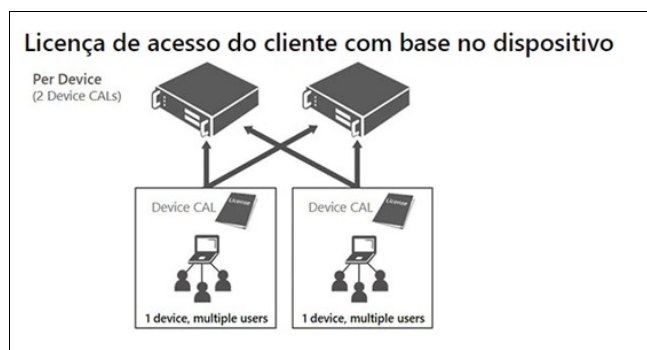 Licença de acesso do cliente com base no dispositivo
Per Device
(2 Device CALs)
Device CAL
License
Device CAL
License
1 device, multiple users
1 device, multiple users